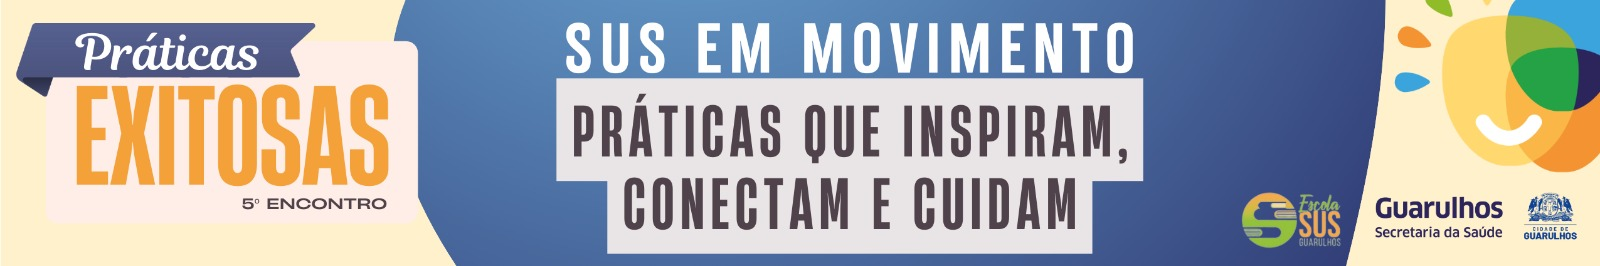 Práticas
EXITOSAS
5º ENCONTRO
SUS EM MOVIMENTO
PRÁTICAS QUE INSPIRAM,
CONECTAM E CUIDAM
Escola
SUS
GUARULHOS
Guarulhos
Secretaria da Saúde
CIDADE DE
GUARULHOS